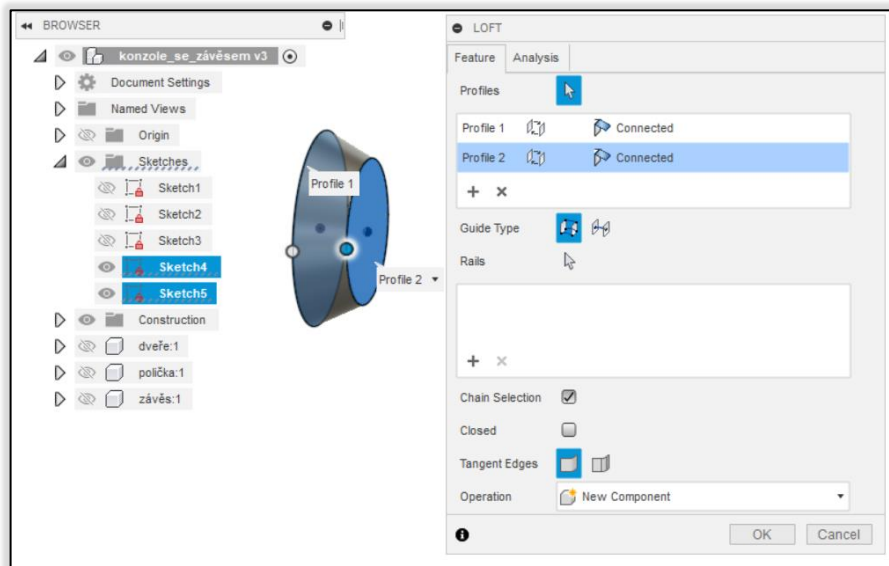 BROWSER
konzole_se_závěsem v3
Document Settings
Named Views
Origin
Sketches
Sketch1
Sketch2
Sketch3
Sketch4
Sketch5
Construction
dveře:1
polička:1
závěs:1
Profile 1
Profile 2
LOFT
Feature Analysis
Profiles
Profile 1 Connected
Profile 2 Connected
Guide Type
Rails
Chain Selection
Closed
Tangent Edges
Operation New Component
OK Cancel